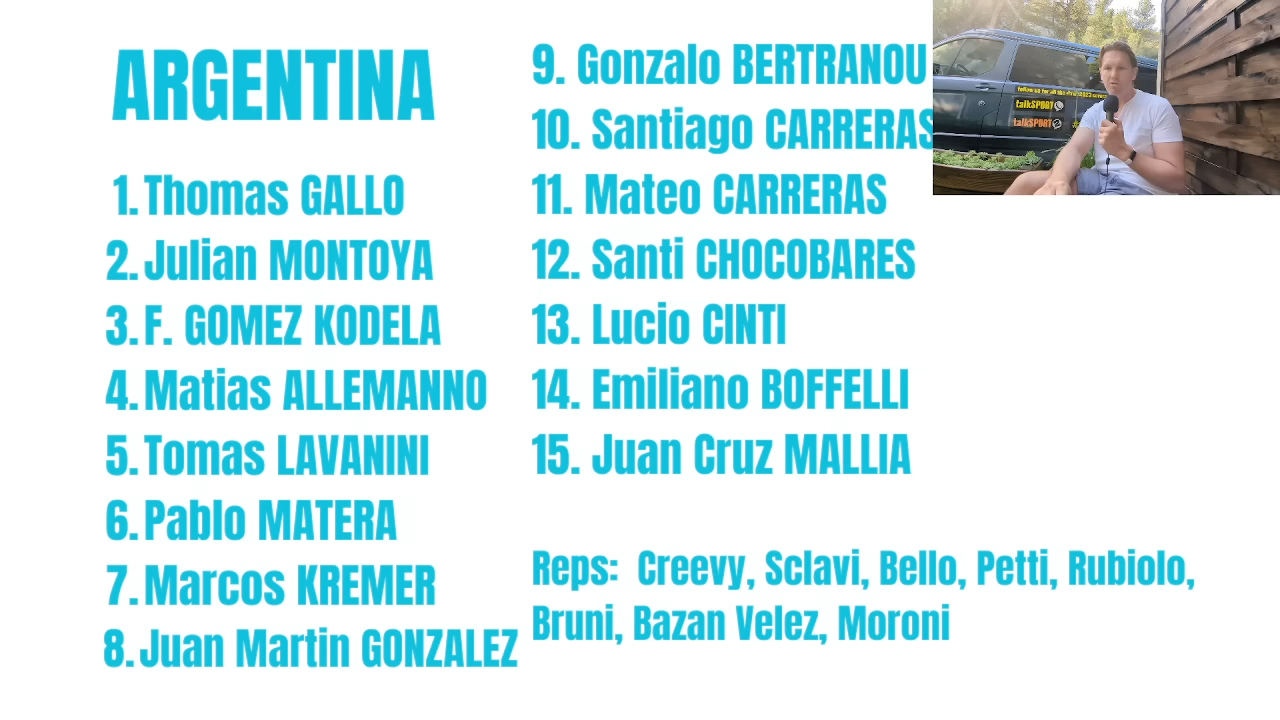 ARGENTINA
1. Thomas GALLO
2. Julian MONTOYA
3. F. GOMEZ KODELA
4. Matias ALLEMANNO
5. Tomas LAVANINI
6. Pablo MATERA
7. Marcos KREMER
8. Juan Martin GONZALEZ
9. Gonzalo BERTRANOU
10. Santiago CARRERAS
11. Mateo CARRERAS
12. Santi CHOCOBARES
13. Lucio CINTI
14. Emiliano BOFFELLI
15. Juan Cruz MALLIA
Reps: Creevy, Sclavi, Bello, Petti, Rubiolo,
Bruni, Bazan Velez, Moroni
talkSPORT
talkSPORT